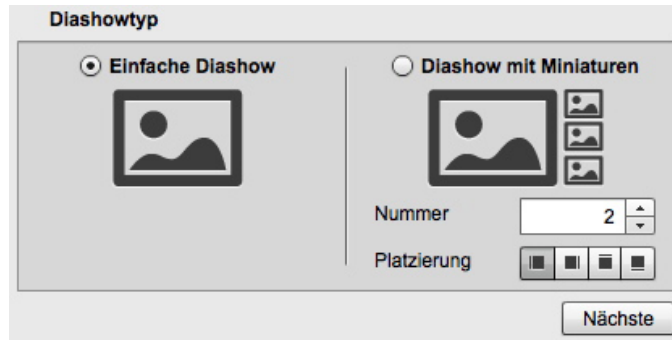 Diashowtyp
Einfache Diashow
Diashow mit Miniaturen
Nummer
2
Platzierung
Nächste